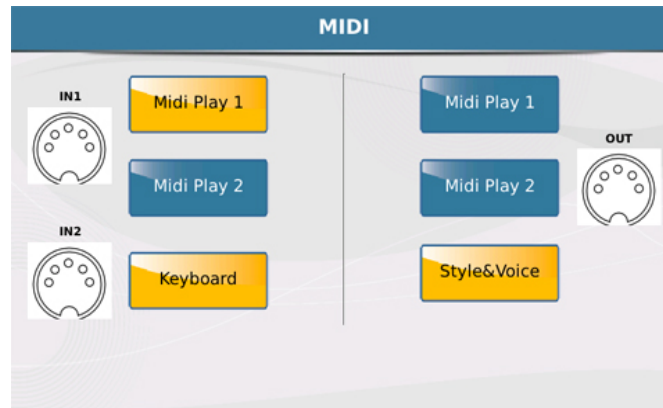 MIDI
IN1
Midi Play 1
Midi Play 2
IN2
Keyboard
Midi Play 1
Midi Play 2
OUT
Style&Voice